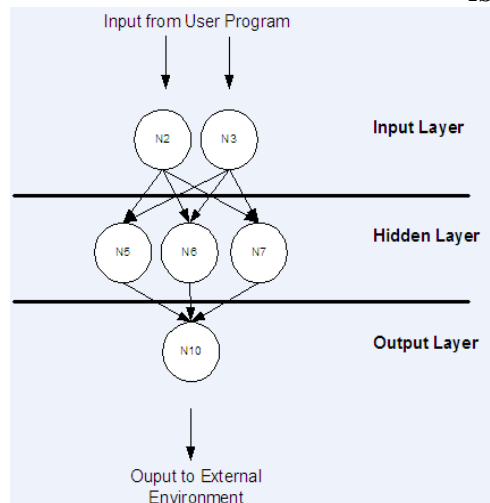 Input from User Program
N2 N3
Input Layer
N5 N6 N7
Hidden Layer
N10
Output Layer
Ouput to External
Environment